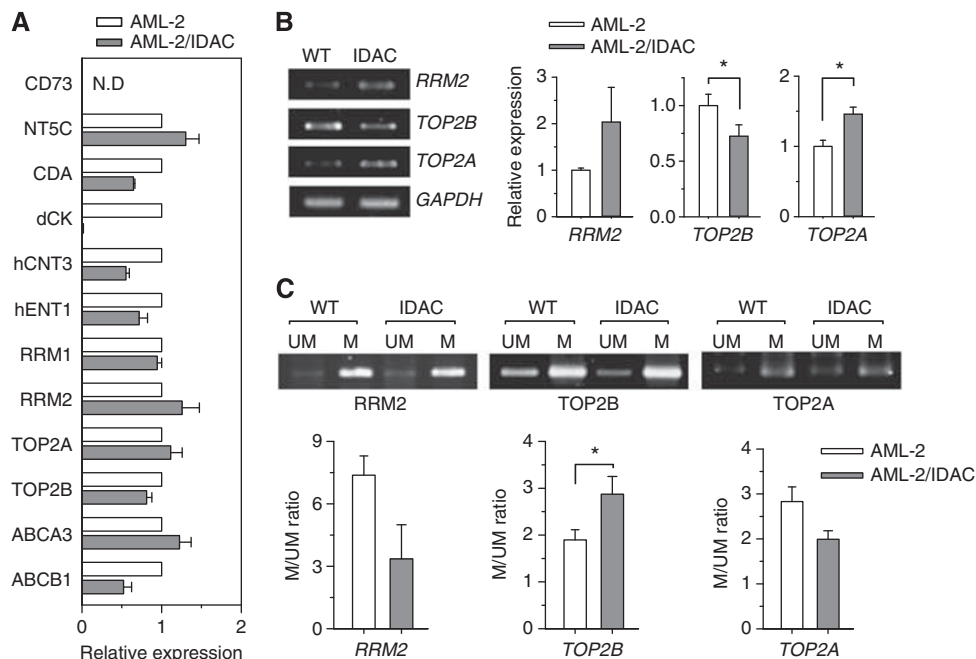 A
AML-2
AML-2/IDAC
CD73
N.D
NT5C
CDA
dCK
hCNT3
hENT1
RRM1
RRM2
TOP2A
TOP2B
ABCA3
ABCB1
0 1 2
Relative expression
B
AML-2
AML-2/IDAC
WT IDAC
RRM2
TOP2B
TOP2A
GAPDH
Relative expression
3
2
1
0
RRM2
*
1.0
0.5
0.0
TOP2B
*
2
1
0
TOP2A
C
WT IDAC WT IDAC WT IDAC
UM M UM M UM M UM M UM M UM M
RRM2 TOP2B TOP2A
M/UM ratio
9
6
3
0
RRM2
M/UM ratio
4
3
2
1
0
*
TOP2B
M/UM ratio
4
3
2
1
0
TOP2A
AML-2
AML-2/IDAC